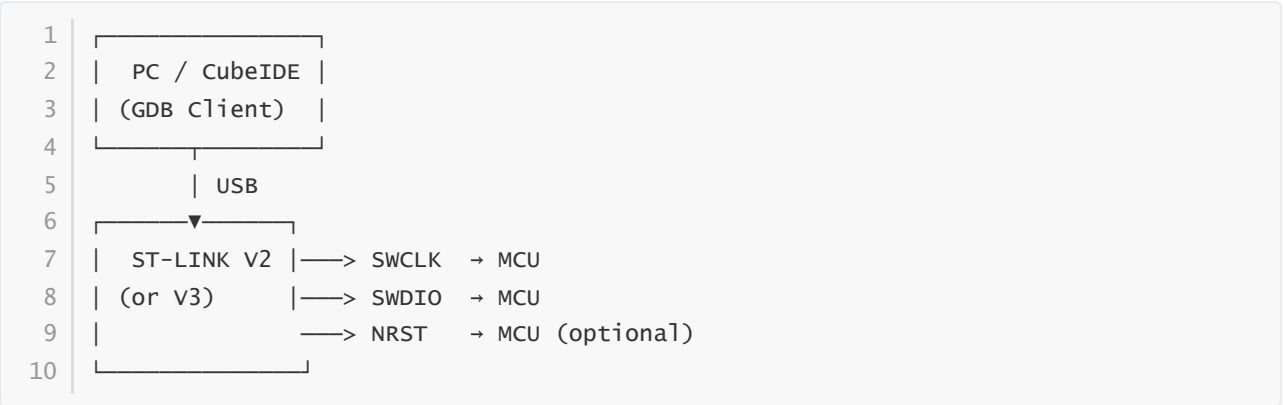 1 ┌───────────────┐
2 │  PC / CubeIDE │
3 │ (GDB Client)  │
4 └──────┬────────┘
5        │ USB
6 ┌──────▼──────┐
7 │  ST-LINK V2 │───> SWCLK  → MCU
8 │ (or V3)     │───> SWDIO  → MCU
9 │              ───> NRST   → MCU (optional)
10 └──────────────┘